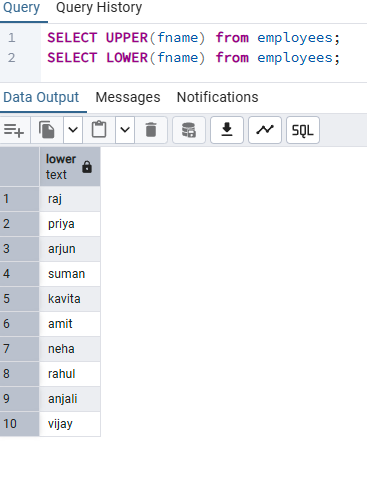 Query Query History
1 SELECT UPPER(fname) from employees;
2 SELECT LOWER(fname) from employees;
Data Output Messages Notifications
SQL
lower
text
1 raj
2 priya
3 arjun
4 suman
5 kavita
6 amit
7 neha
8 rahul
9 anjali
10 vijay